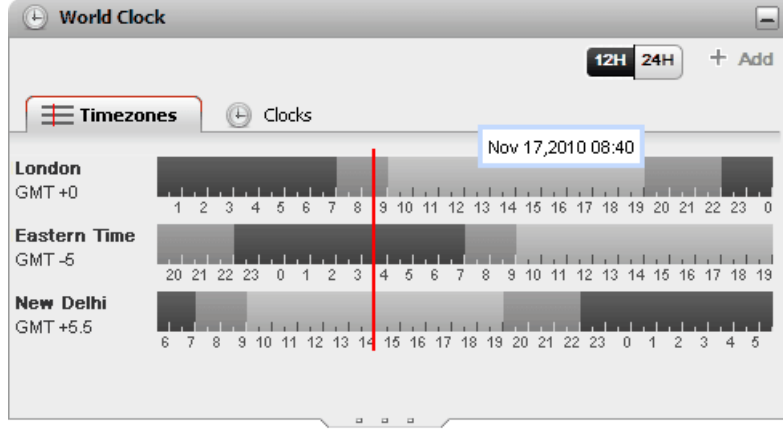 World Clock
12H 24H + Add
Timezones Clocks
Nov 17,2010 08:40
London
GMT +0
1 2 3 4 5 6 7 8 9 10 11 12 13 14 15 16 17 18 19 20 21 22 23 0
Eastern Time
GMT -5
20 21 22 23 0 1 2 3 4 5 6 7 8 9 10 11 12 13 14 15 16 17 18 19
New Delhi
GMT +5.5
6 7 8 9 10 11 12 13 14 15 16 17 18 19 20 21 22 23 0 1 2 3 4 5